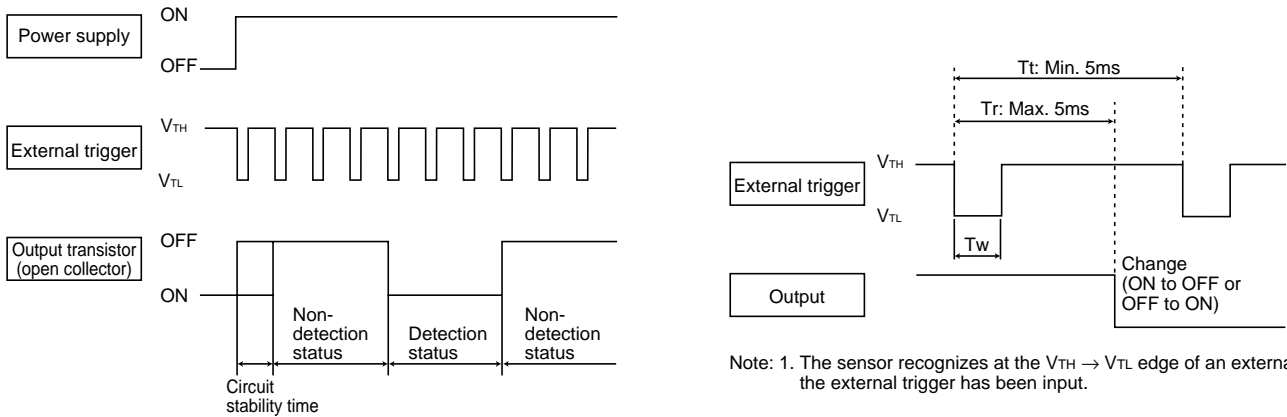 ON
Power supply
OFF
VTH
External trigger
VTL
Output transistor
(open collector)
OFF
ON
Non-
detection
status
Detection
status
Non-
detection
status
Circuit
stability time
Tt: Min. 5ms
Tr: Max. 5ms
VTH
External trigger
VTL
Tw
Output
Change
(ON to OFF or
OFF to ON)
Note: 1. The sensor recognizes at the VTH → VTL edge of an externa
the external trigger has been input.